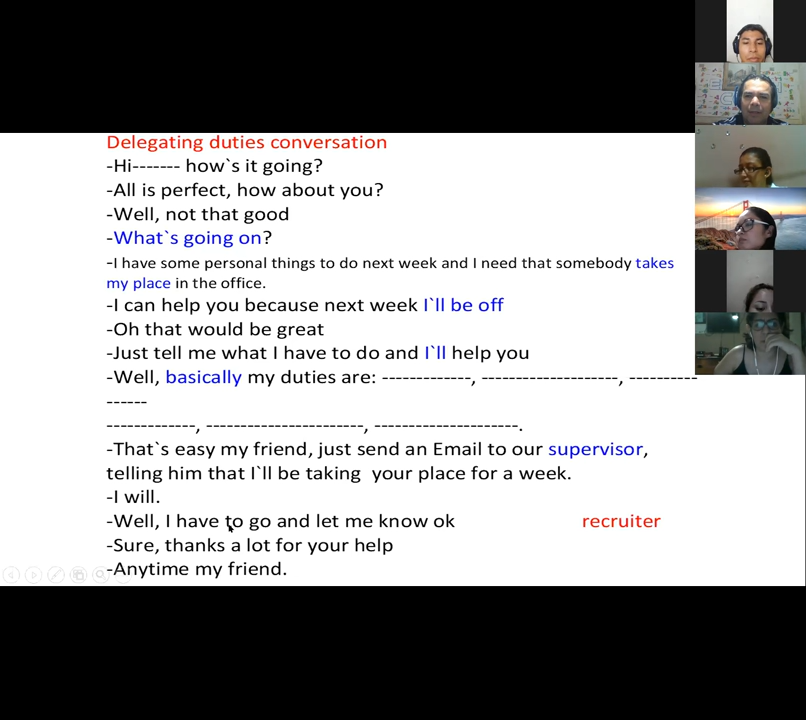 Delegating duties conversation
-Hi------- how`s it going?
-All is perfect, how about you?
-Well, not that good
-What`s going on?
-I have some personal things to do next week and I need that somebody takes
my place in the office.
-I can help you because next week I`ll be off
-Oh that would be great
-Just tell me what I have to do and I`ll help you
-Well, basically my duties are: -------------, --------------------, ----------
------
-------------, -----------------------, ---------------------.
-That`s easy my friend, just send an Email to our supervisor,
telling him that I`ll be taking  your place for a week.
-I will.
-Well, I have to go and let me know ok recruiter
-Sure, thanks a lot for your help
-Anytime my friend.